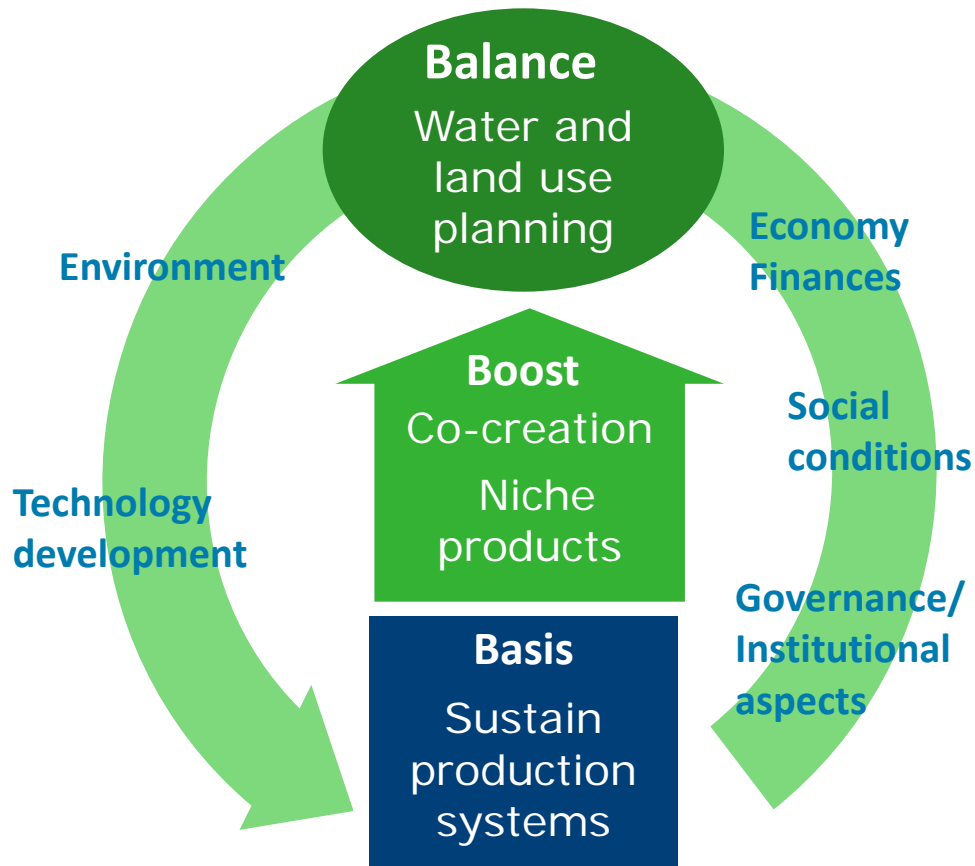 Balance
Water and
land use
planning
Environment
Economy
Finances
Boost
Co-creation
Niche
products
Social
conditions
Technology
development
Governance/
Institutional
aspects
Basis
Sustain
production
systems